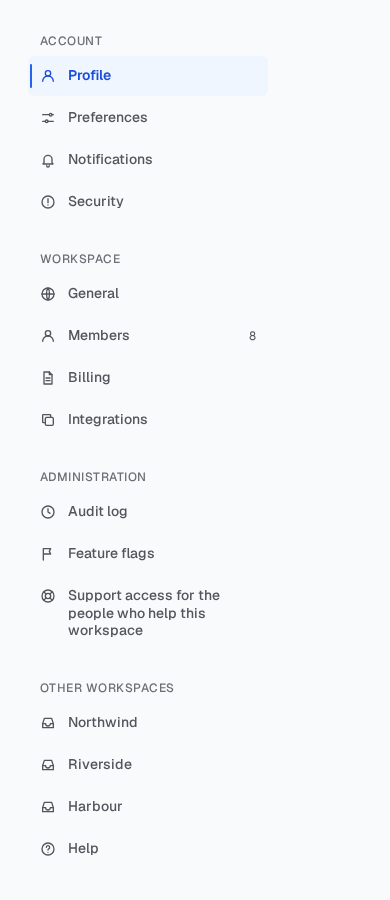 ACCOUNT
Profile
Preferences
Notifications
Security
WORKSPACE
General
Members 8
Billing
Integrations
ADMINISTRATION
Audit log
Feature flags
Support access for the
people who help this
workspace
OTHER WORKSPACES
Northwind
Riverside
Harbour
Help